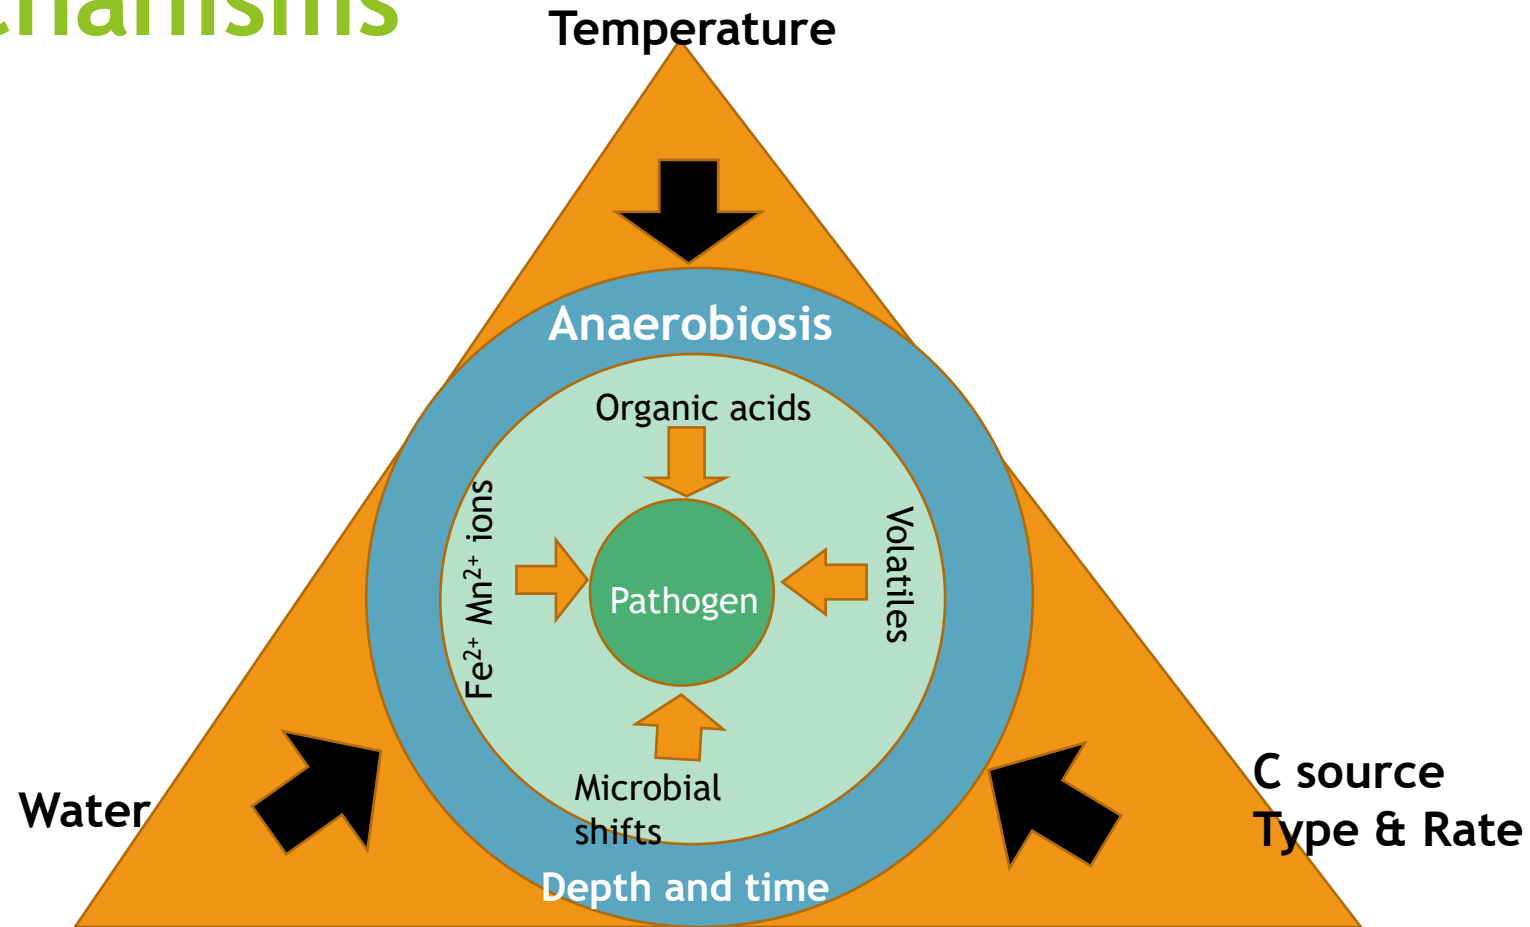 Temperature
Anaerobiosis
Organic acids
Fe²⁺ Mn²⁺ ions
Volatiles
Pathogen
Microbial
shifts
Water
C source
Type & Rate
Depth and time